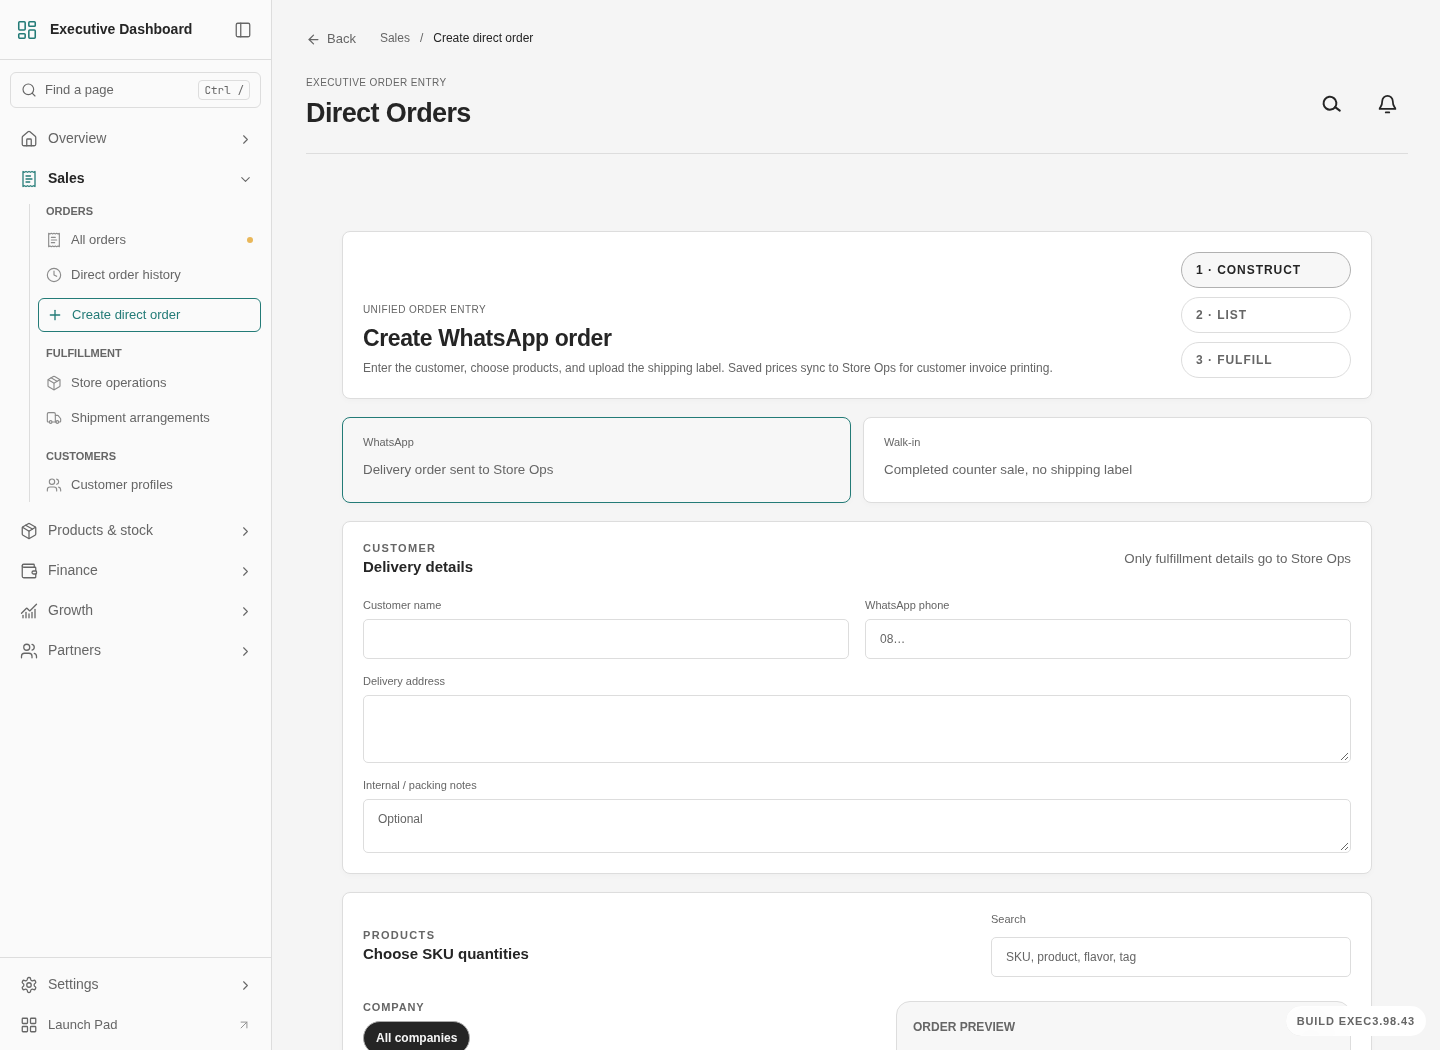 Executive Dashboard
Find a page
Ctrl /
Overview
Sales
ORDERS
All orders
Direct order history
Create direct order
FULFILLMENT
Store operations
Shipment arrangements
CUSTOMERS
Customer profiles
Products & stock
Finance
Growth
Partners
Settings
Launch Pad
Back
Sales / Create direct order
EXECUTIVE ORDER ENTRY
Direct Orders
UNIFIED ORDER ENTRY
Create WhatsApp order
Enter the customer, choose products, and upload the shipping label. Saved prices sync to Store Ops for customer invoice printing.
1 · CONSTRUCT
2 · LIST
3 · FULFILL
WhatsApp
Delivery order sent to Store Ops
Walk-in
Completed counter sale, no shipping label
CUSTOMER
Delivery details
Only fulfillment details go to Store Ops
Customer name
WhatsApp phone
08…
Delivery address
Internal / packing notes
Optional
PRODUCTS
Choose SKU quantities
Search
SKU, product, flavor, tag
COMPANY
All companies
ORDER PREVIEW
BUILD EXEC3.98.43